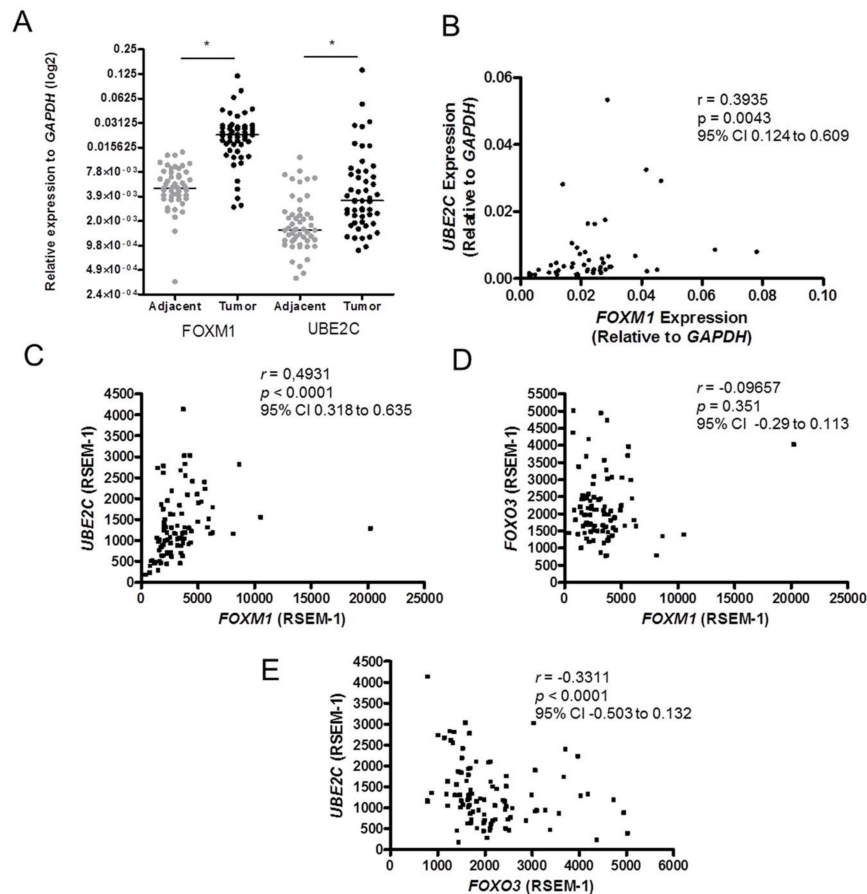 A
*
*
0.25
0.125
0.0625
0.03125
0.015625
7.8×10⁻⁰³
3.9×10⁻⁰³
2.0×10⁻⁰³
9.8×10⁻⁰⁴
4.9×10⁻⁰⁴
2.4×10⁻⁰⁴
Relative expression to GAPDH (log2)
Adjacent Tumor Adjacent Tumor
FOXM1 UBE2C
B
r = 0.3935
p = 0.0043
95% CI 0.124 to 0.609
0.06
0.04
0.02
0.00
UBE2C Expression
(Relative to GAPDH)
0.00 0.02 0.04 0.06 0.08 0.10
FOXM1 Expression
(Relative to GAPDH)
C
r = 0,4931
p < 0.0001
95% CI 0.318 to 0.635
4500
4000
3500
3000
2500
2000
1500
1000
500
0
UBE2C (RSEM-1)
0 5000 10000 15000 20000 25000
FOXM1 (RSEM-1)
D
r = -0.09657
p = 0.351
95% CI -0.29 to 0.113
5500
5000
4500
4000
3500
3000
2500
2000
1500
1000
500
0
FOXO3 (RSEM-1)
0 5000 10000 15000 20000 25000
FOXM1 (RSEM-1)
E
r = -0.3311
p < 0.0001
95% CI -0.503 to 0.132
4500
4000
3500
3000
2500
2000
1500
1000
500
0
UBE2C (RSEM-1)
0 1000 2000 3000 4000 5000 6000
FOXO3 (RSEM-1)